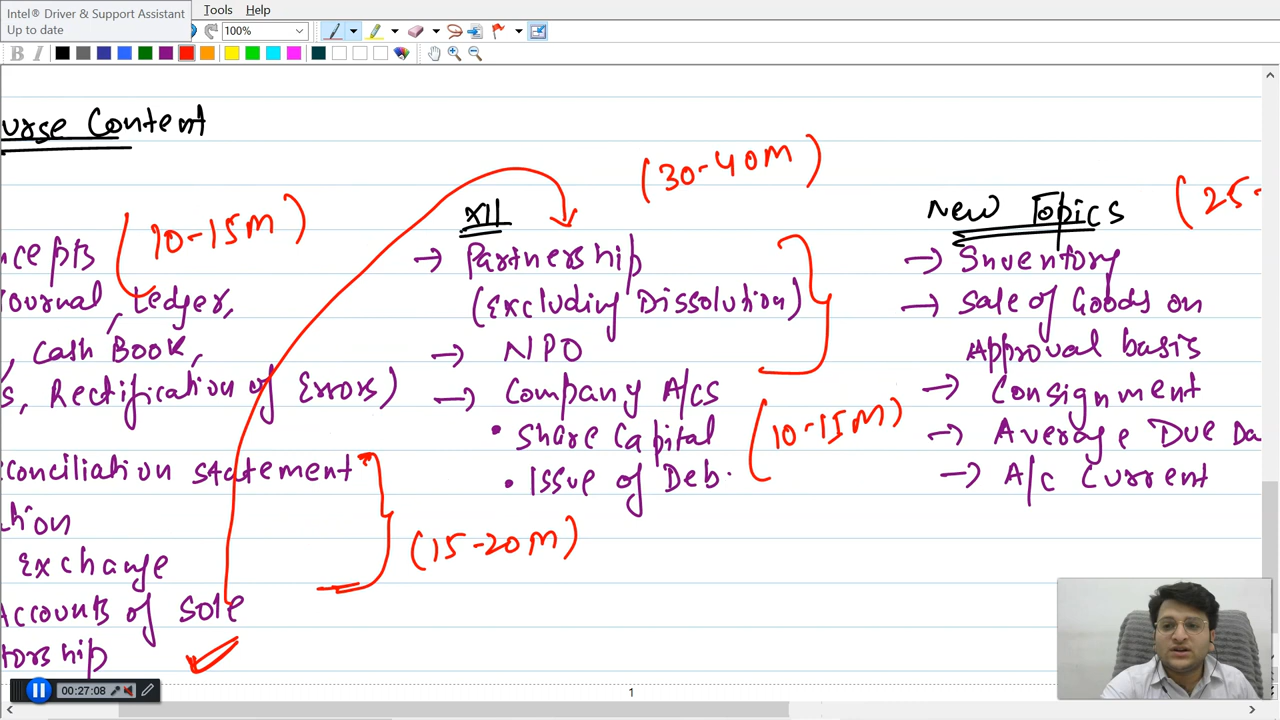 Intel® Driver & Support Assistant
Up to date
Tools Help
100%
B I
urse Content
(30-40M)
(10-15M)
XII
New Topics
(25-
ncepts
→ Partnership
→ Inventory
ournal, Ledger,
(Excluding Dissolution)
→ Sale of Goods on
, Cash Book,
→ NPO
Approval basis
s, Rectification of Errors)
→ Company A/cs
→ Consignment
• Share Capital
(10-15M)
→ Average Due Da
conciliation statement
• Issue of Deb.
→ A/c Current
tion
(15-20M)
Exchange
Accounts of Sole
torship
00:27:08
1